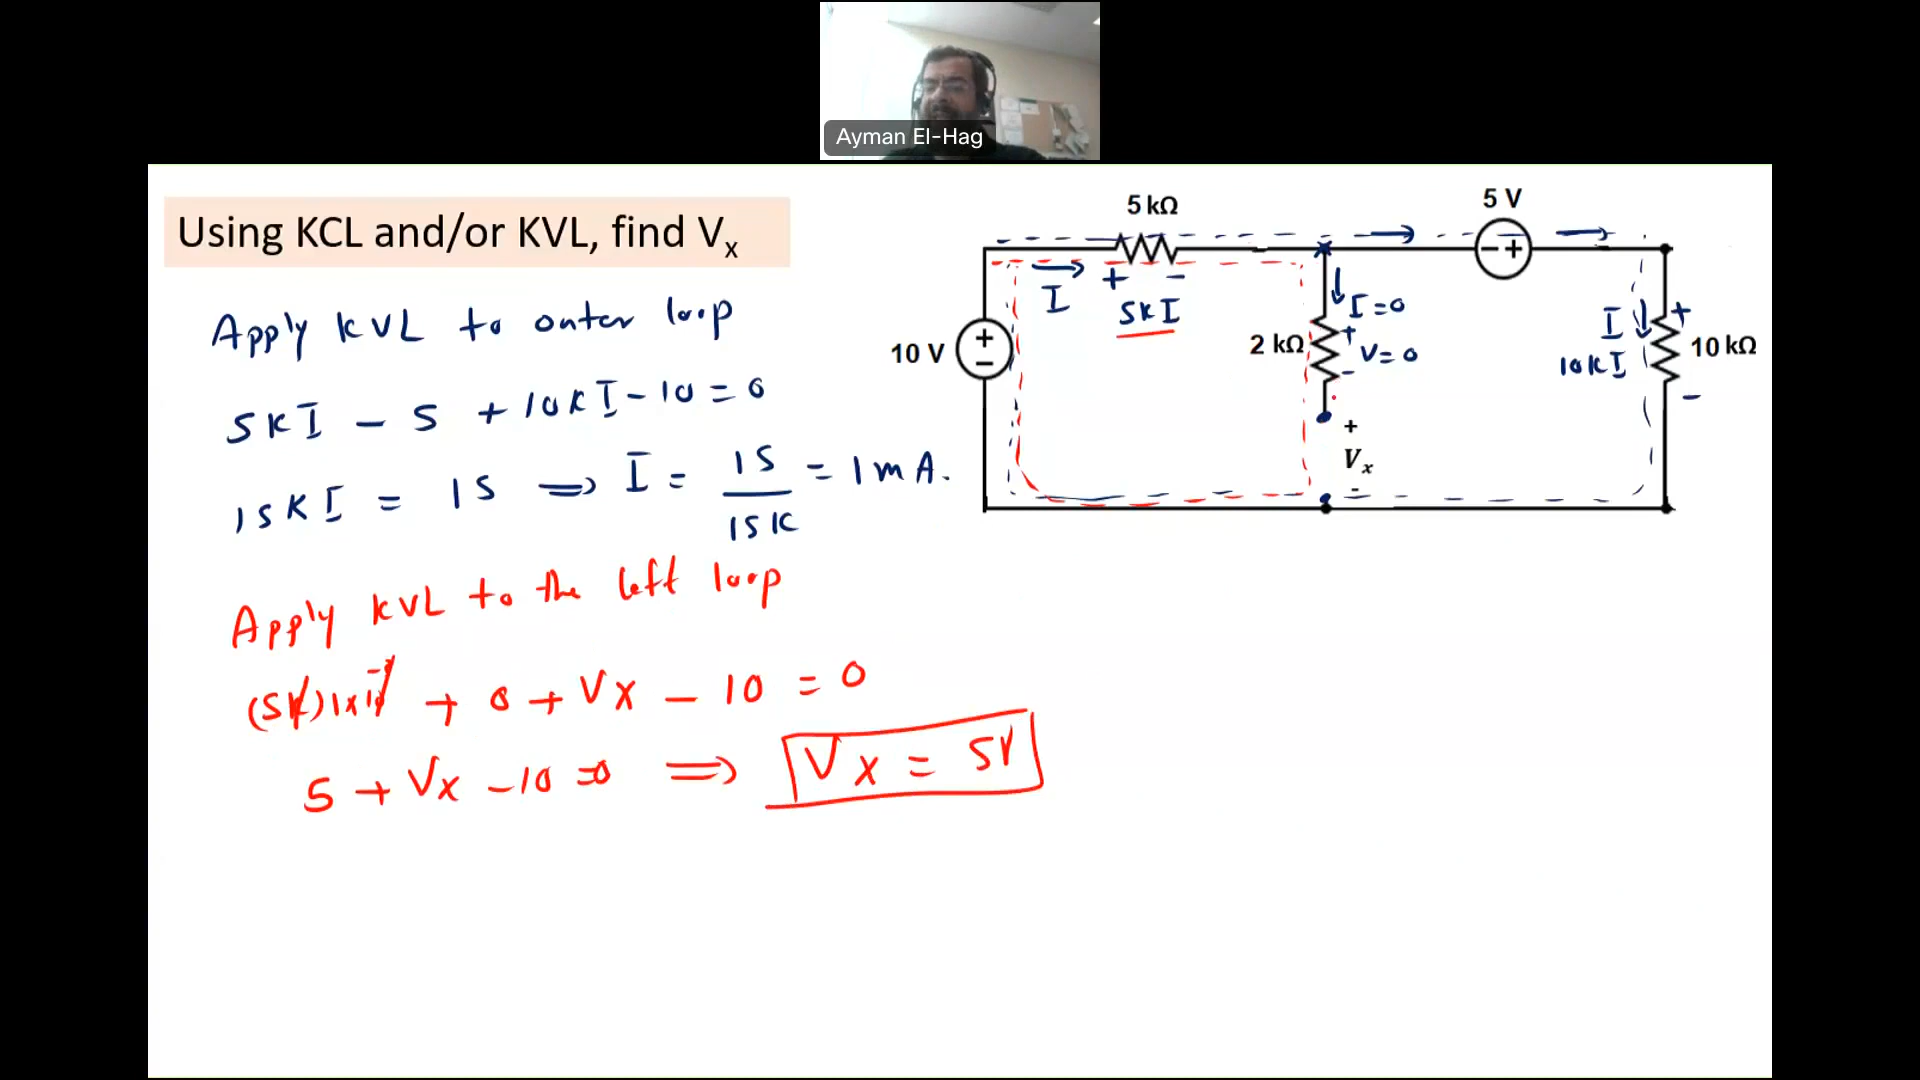 Ayman El-Hag
Using KCL and/or KVL, find Vx
Apply KVL to outer loop
5KI - 5 + 10KI - 10 = 0
15KI = 15 ⟹ I = 15/15K = 1mA.
Apply KVL to the left loop
(5K)1x10^-3 + 0 + Vx - 10 = 0
5 + Vx - 10 = 0 ⟹ Vx = 5V
5 kΩ
5 V
I
+ -
5KI
10 V
+
-
I=0
2 kΩ
+
V=0
-
+
Vx
-
- +
I
10KI
+
10 kΩ
-